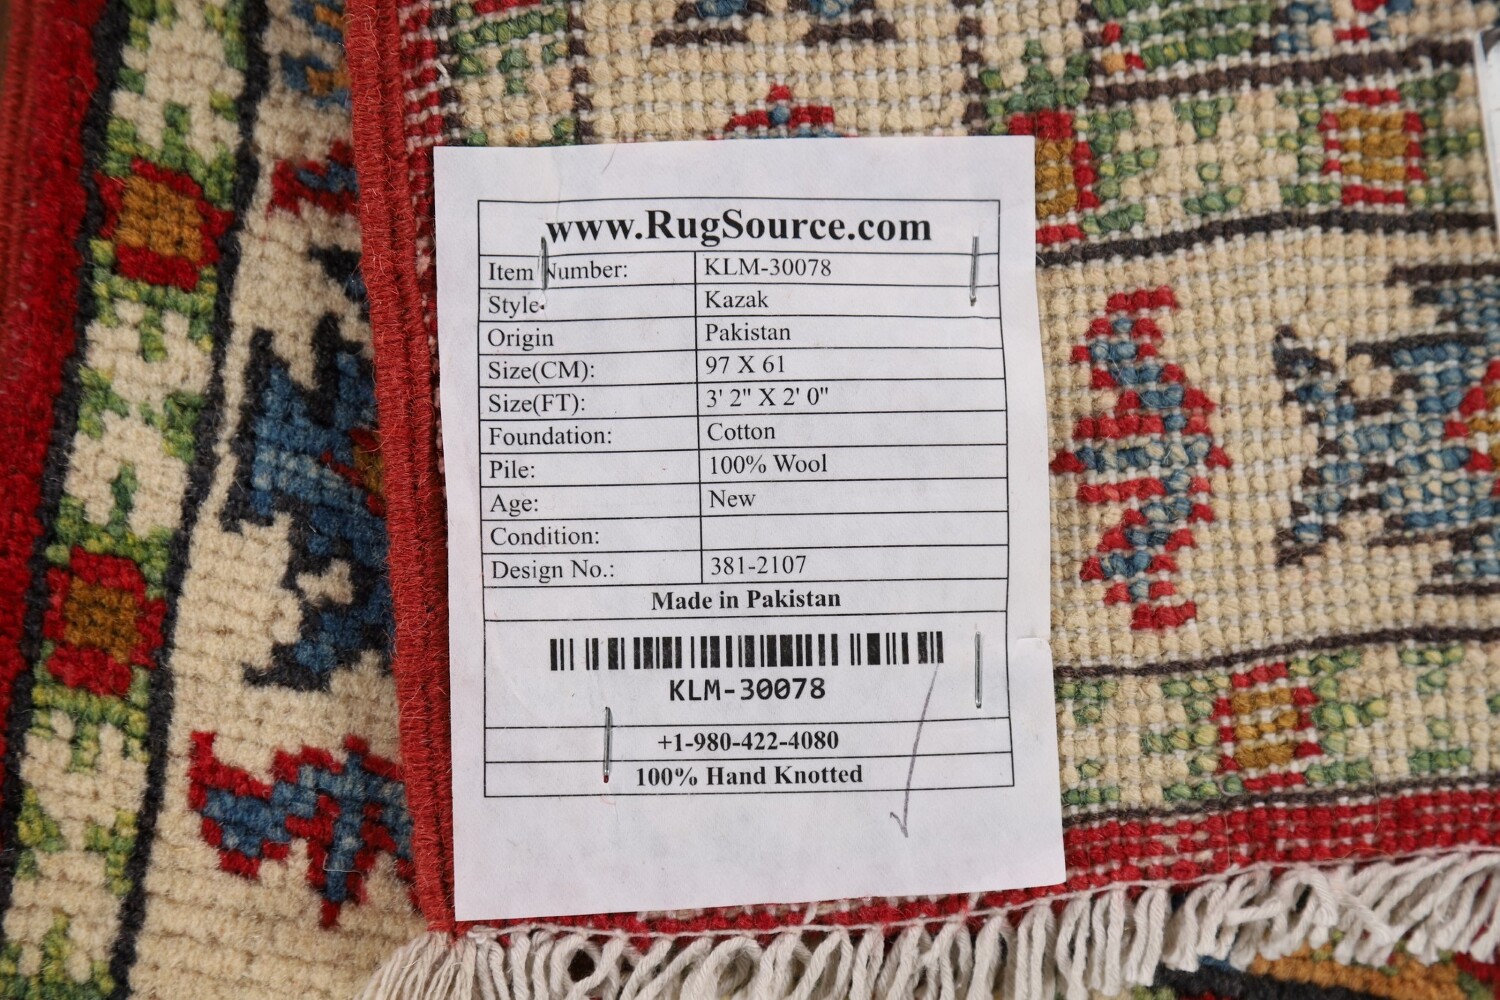 www.RugSource.com
Item Number: KLM-30078
Style: Kazak
Origin Pakistan
Size(CM): 97 X 61
Size(FT): 3' 2" X 2' 0"
Foundation: Cotton
Pile: 100% Wool
Age: New
Condition:
Design No.: 381-2107
Made in Pakistan
KLM-30078
+1-980-422-4080
100% Hand Knotted